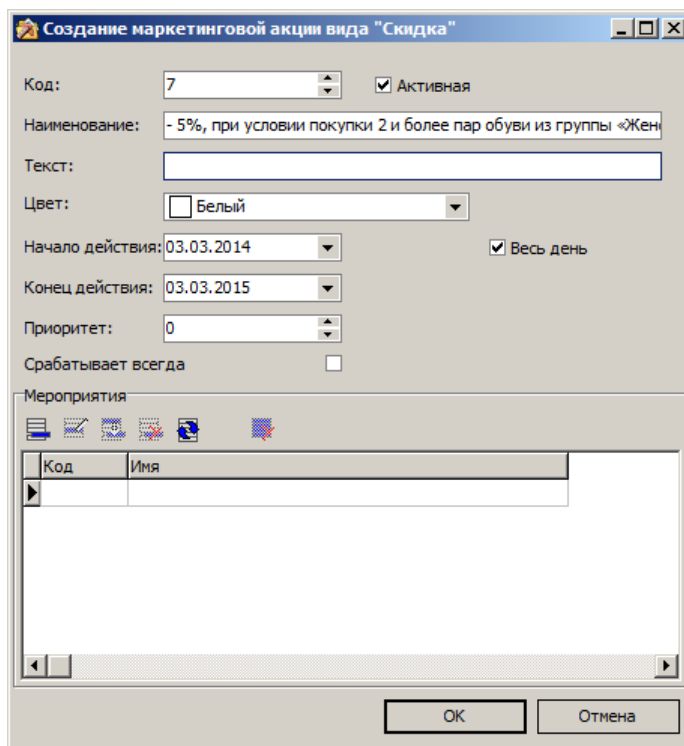 Создание маркетинговой акции вида "Скидка"
Код: 7 Активная
Наименование: - 5%, при условии покупки 2 и более пар обуви из группы «Жен
Текст:
Цвет: Белый
Начало действия: 03.03.2014 Весь день
Конец действия: 03.03.2015
Приоритет: 0
Срабатывает всегда
Мероприятия
Код Имя
ОК Отмена